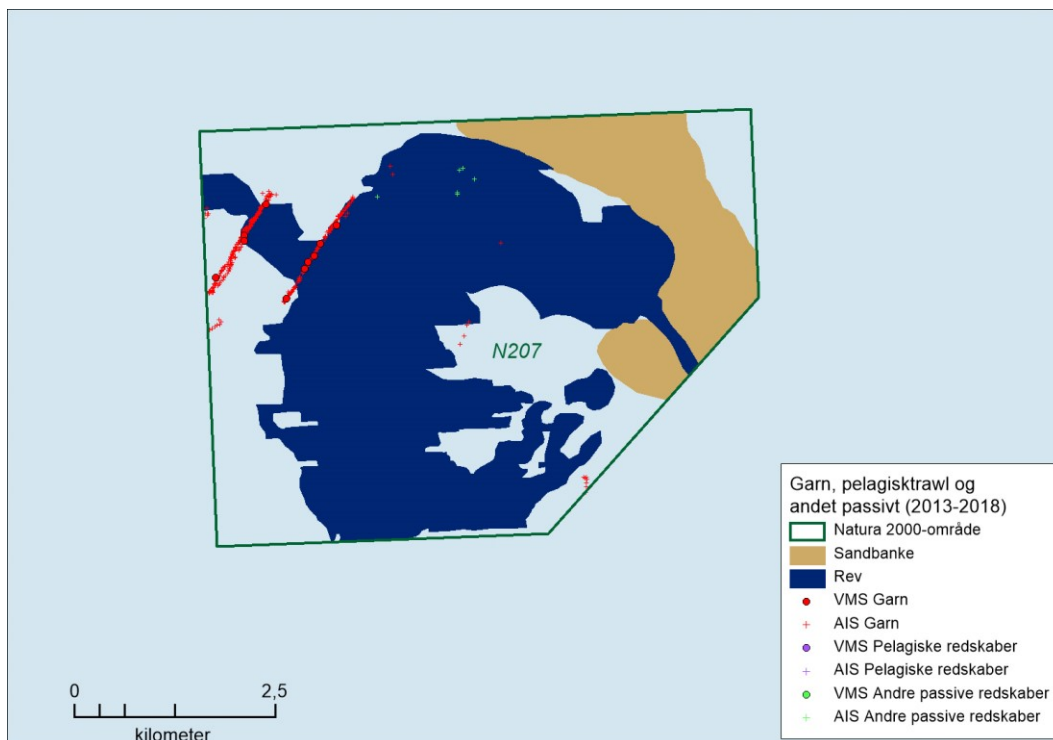 N207
Garn, pelagisktrawl og
andet passivt (2013-2018)
Natura 2000-område
Sandbanke
Rev
VMS Garn
AIS Garn
VMS Pelagiske redskaber
AIS Pelagiske redskaber
VMS Andre passive redskaber
AIS Andre passive redskaber
0 2,5
kilometer